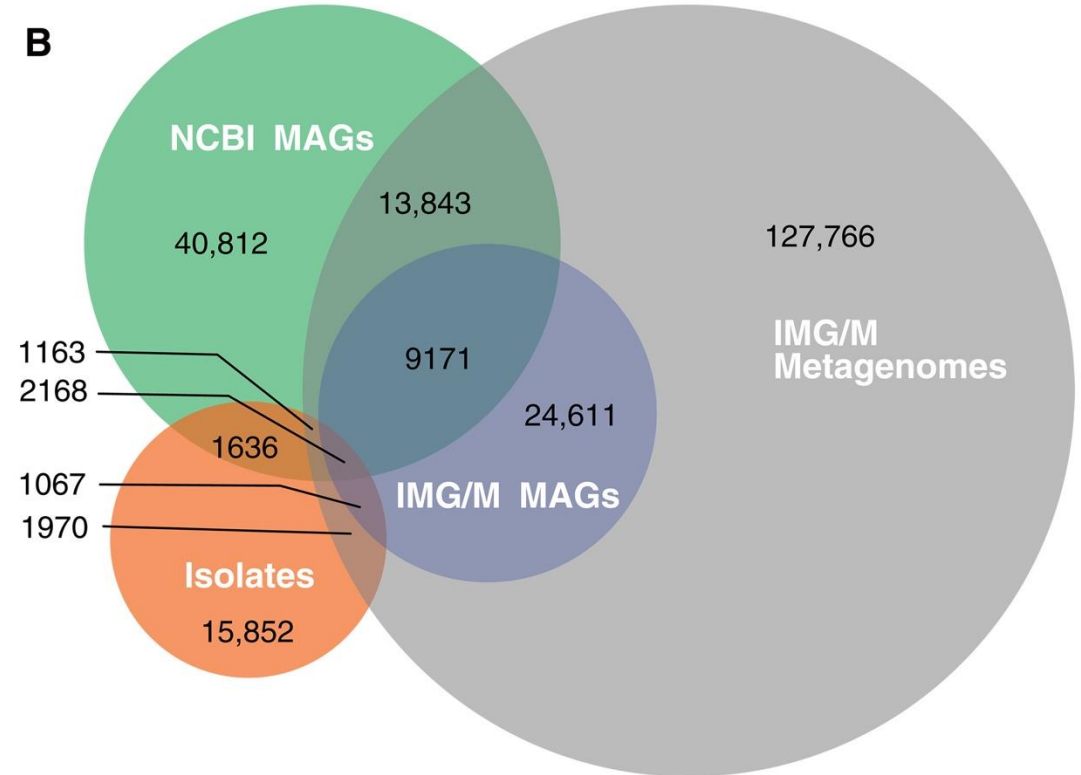 B
NCBI MAGs
13,843
40,812
127,766
IMG/M
Metagenomes
1163
9171
2168
24,611
1636
1067
IMG/M MAGs
1970
Isolates
15,852